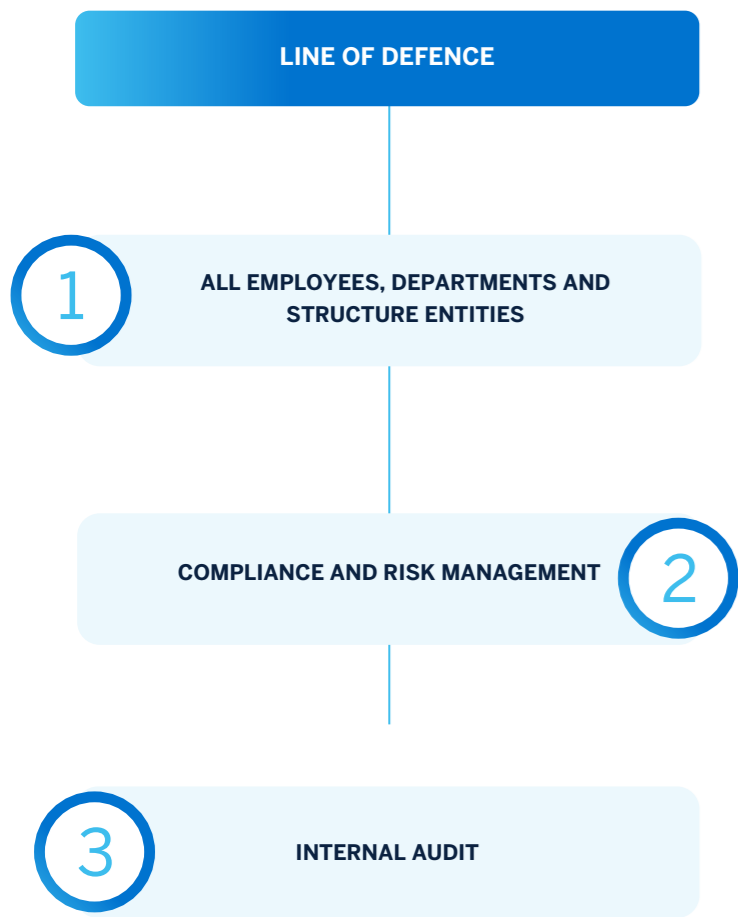 LINE OF DEFENCE
1
ALL EMPLOYEES, DEPARTMENTS AND
STRUCTURE ENTITIES
COMPLIANCE AND RISK MANAGEMENT
2
3
INTERNAL AUDIT